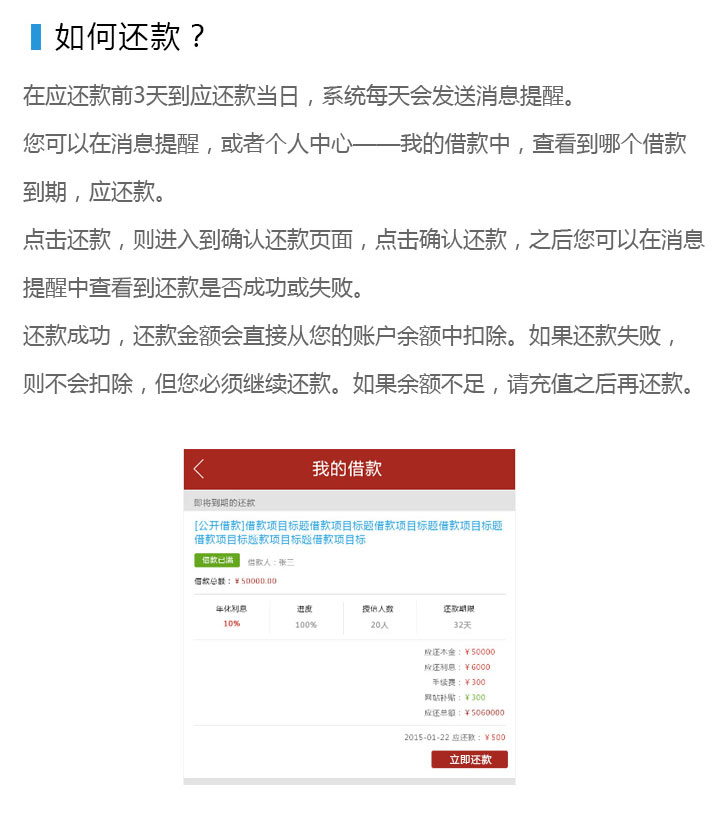 如何还款？
在应还款前3天到应还款当日，系统每天会发送消息提醒。
您可以在消息提醒，或者个人中心——我的借款中，查看到哪个借款
到期，应还款。
点击还款，则进入到确认还款页面，点击确认还款，之后您可以在消息
提醒中查看到还款是否成功或失败。
还款成功，还款金额会直接从您的账户余额中扣除。如果还款失败，
则不会扣除，但您必须继续还款。如果余额不足，请充值之后再还款。
我的借款
即将到期的还款
[公开借款]借款项目标题借款项目标题借款项目标题借款项目标题
借款项目标题款项目标题借款项目标
借款已满 借款人：张三
借款总额：￥50000.00
年化利息 进度 授信人数 还款期限
10% 100% 20人 32天
应还本金：￥50000
应还利息：￥6000
手续费：￥300
网站补贴：￥300
应还总额：￥5060000
2015-01-22 应还款：￥500
立即还款